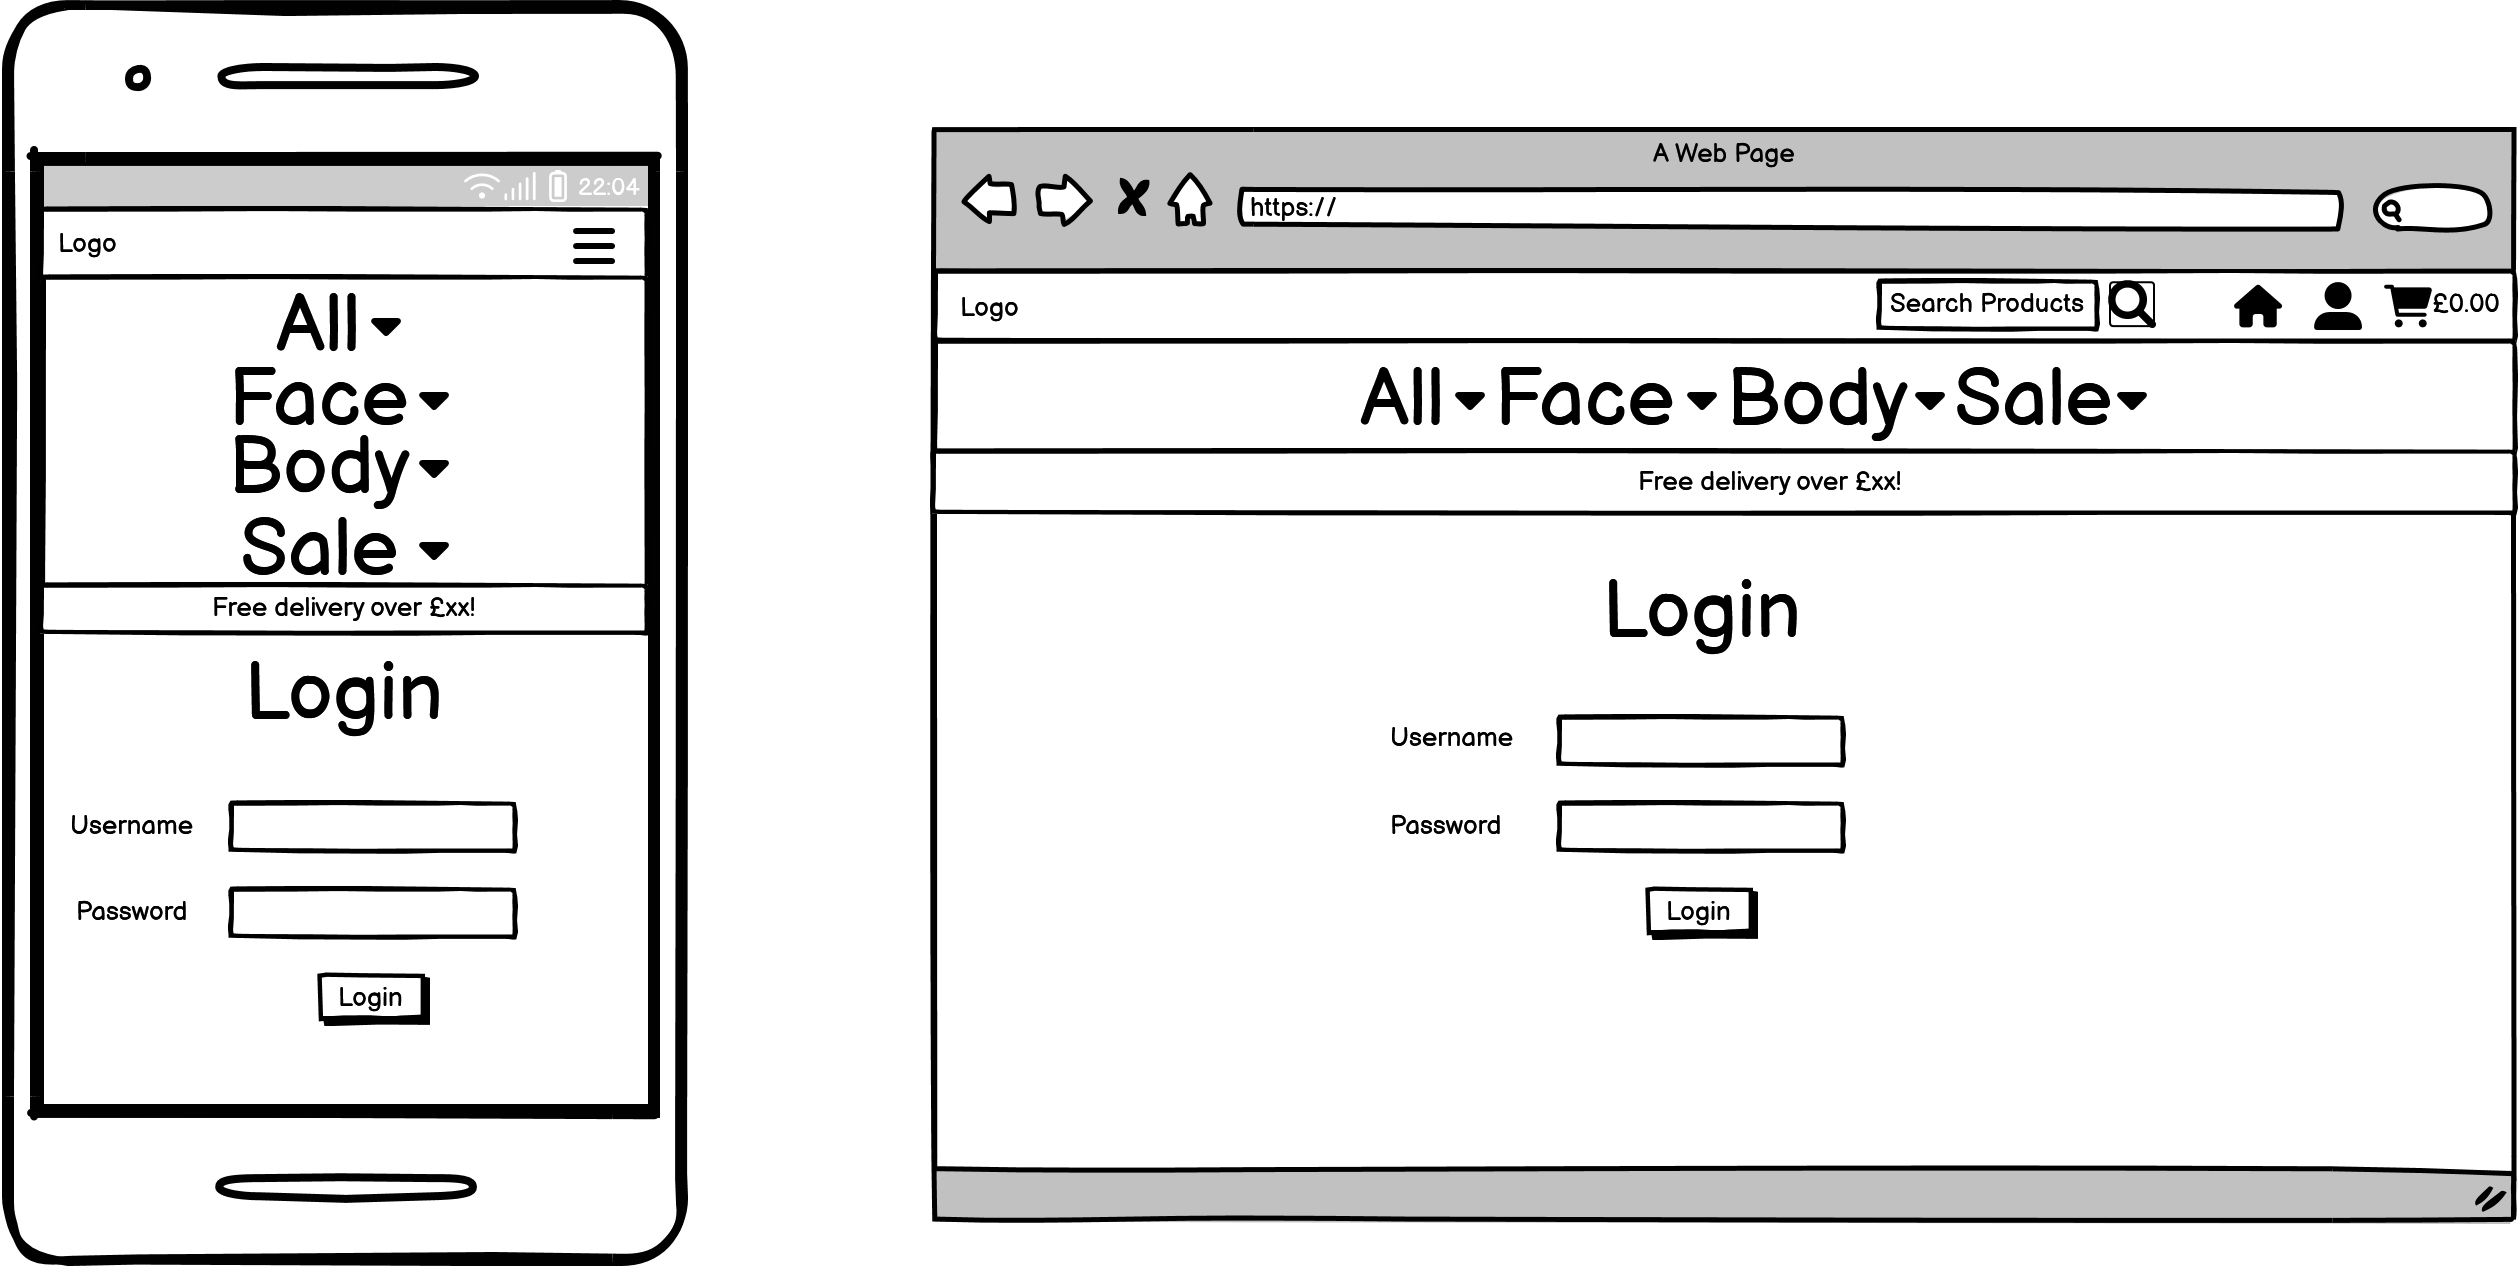 22:04
Logo
All
Face
Body
Sale
Free delivery over £xx!
Login
Username
Password
Login
A Web Page
https://
Logo
Search Products
£0.00
All Face Body Sale
Free delivery over £xx!
Login
Username
Password
Login